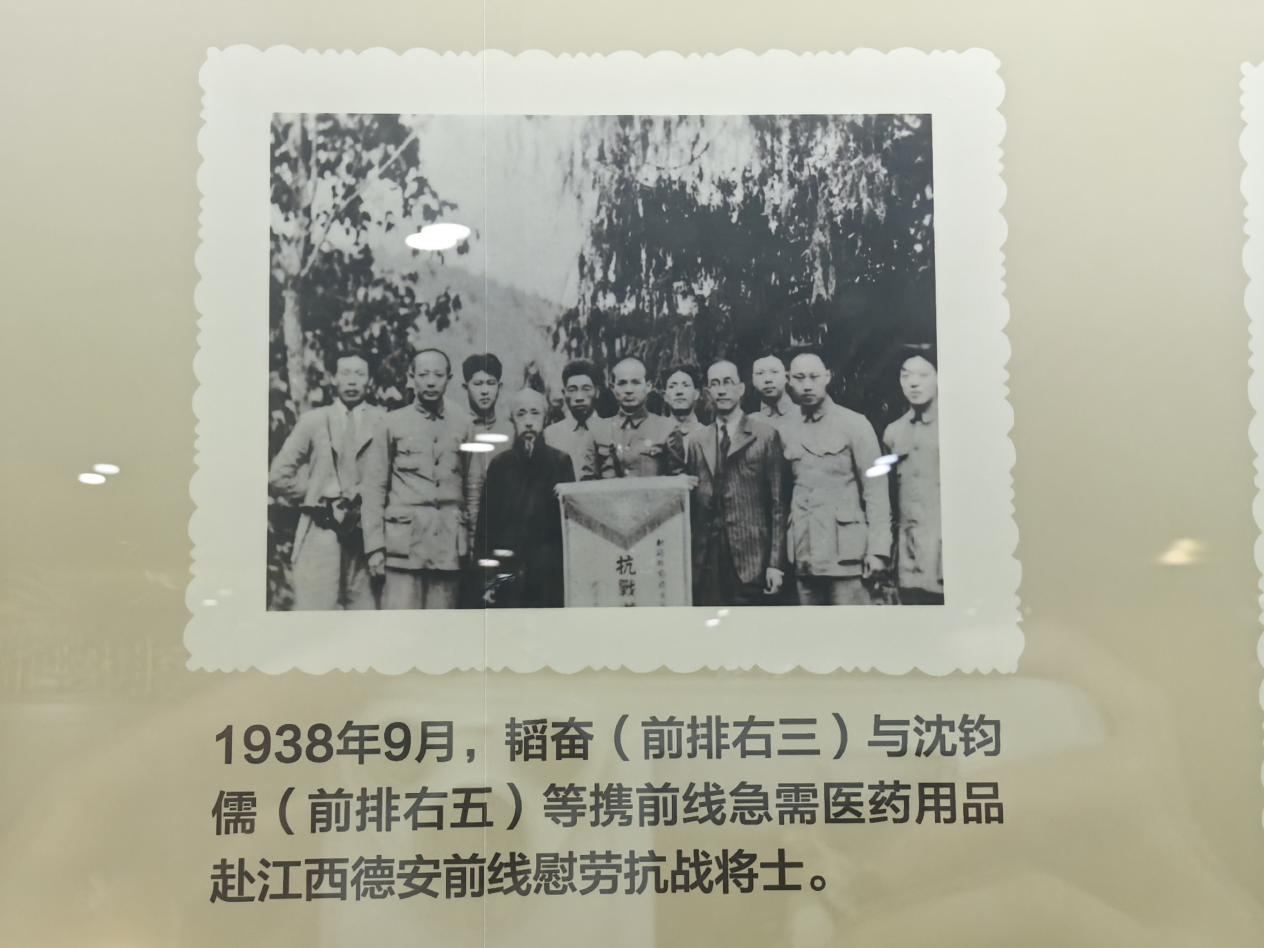 抗戰
1938年9月，韬奋（前排右三）与沈钧
儒（前排右五）等携前线急需医药用品
赴江西德安前线慰劳抗战将士。